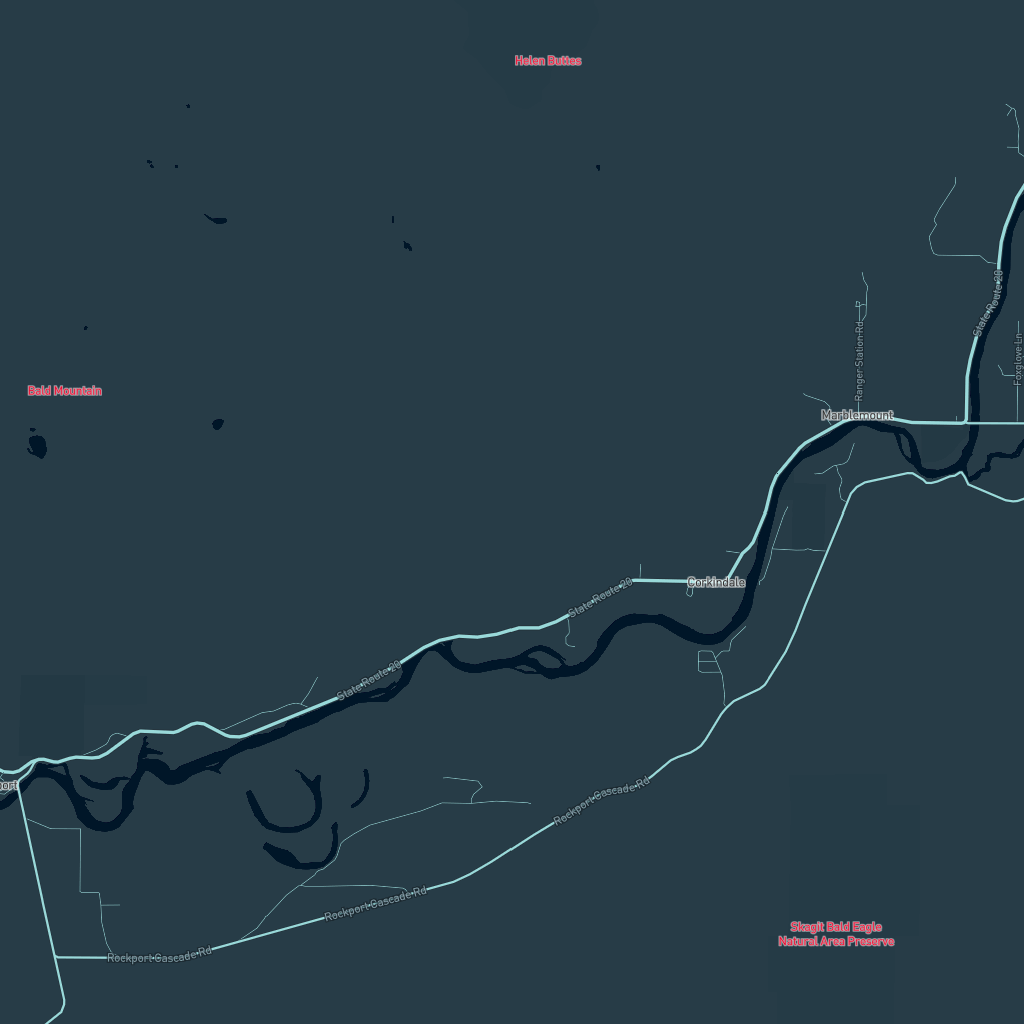 Helen Buttes
State Route 20
Foxglove Ln
Ranger Station Rd
Bald Mountain
Marblemount
Corkindale
State Route 20
State Route 20
port
Rockport Cascade Rd
Rockport Cascade Rd
Skagit Bald Eagle
Natural Area Preserve
Rockport Cascade Rd